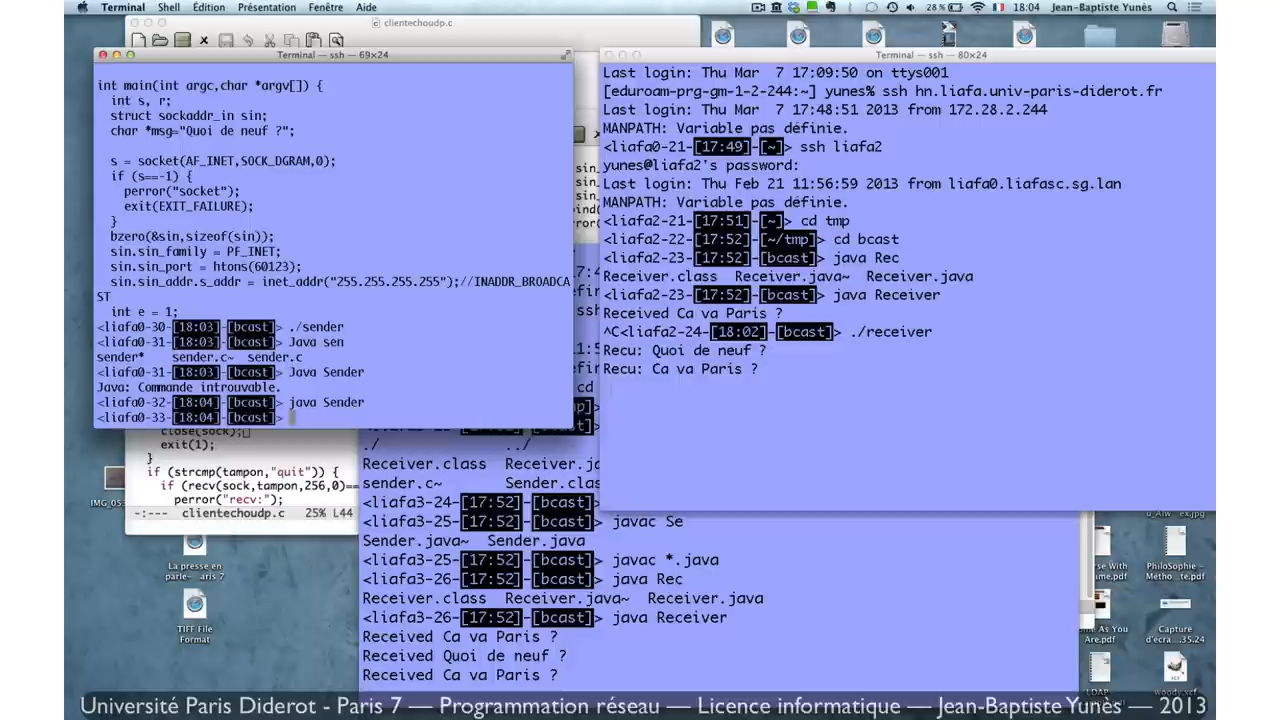 Terminal Shell Édition Présentation Fenêtre Aide 28 % 18:04 Jean-Baptiste Yunès
clientechoudp.c
Terminal — ssh — 69×24
int main(int argc,char *argv[]) {
int s, r;
struct sockaddr_in sin;
char *msg="Quoi de neuf ?";
s = socket(AF_INET,SOCK_DGRAM,0);
if (s==-1) {
perror("socket");
exit(EXIT_FAILURE);
}
bzero(&sin,sizeof(sin));
sin.sin_family = PF_INET;
sin.sin_port = htons(60123);
sin.sin_addr.s_addr = inet_addr("255.255.255.255");//INADDR_BROADCA
ST
int e = 1;
<liafa0-30-[18:03]-[bcast]> ./sender
<liafa0-31-[18:03]-[bcast]> Java sen
sender* sender.c~ sender.c
<liafa0-31-[18:03]-[bcast]> Java Sender
Java: Commande introuvable.
<liafa0-32-[18:04]-[bcast]> java Sender
<liafa0-33-[18:04]-[bcast]>
Terminal — ssh — 80×24
Last login: Thu Mar 7 17:09:50 on ttys001
[eduroam-prg-gm-1-2-244:~] yunes% ssh hn.liafa.univ-paris-diderot.fr
Last login: Thu Mar 7 17:48:51 2013 from 172.28.2.244
MANPATH: Variable pas définie.
<liafa0-21-[17:49]-[~]> ssh liafa2
yunes@liafa2's password:
Last login: Thu Feb 21 11:56:59 2013 from liafa0.liafasc.sg.lan
MANPATH: Variable pas définie.
<liafa2-21-[17:51]-[~]> cd tmp
<liafa2-22-[17:52]-[~/tmp]> cd bcast
<liafa2-23-[17:52]-[bcast]> java Rec
Receiver.class Receiver.java~ Receiver.java
<liafa2-23-[17:52]-[bcast]> java Receiver
Received Ca va Paris ?
^C<liafa2-24-[18:02]-[bcast]> ./receiver
Recu: Quoi de neuf ?
Recu: Ca va Paris ?
close(sock);
exit(1);
}
if (strcmp(tampon,"quit")) {
if (recv(sock,tampon,256,0)==
perror("recv:");
-:--- clientechoudp.c 25% L44
./ ../
Receiver.class Receiver.ja
sender.c~ Sender.clas
<liafa3-24-[17:52]-[bcast]>
<liafa3-25-[17:52]-[bcast]> javac Se
Sender.java~ Sender.java
<liafa3-25-[17:52]-[bcast]> javac *.java
<liafa3-26-[17:52]-[bcast]> java Rec
Receiver.class Receiver.java~ Receiver.java
<liafa3-26-[17:52]-[bcast]> java Receiver
Received Ca va Paris ?
Received Quoi de neuf ?
Received Ca va Paris ?
La presse en
parle– aris 7
TIFF File
Format
PhiloSophie –
Métho...te.pdf
Capture
d'écra...35.24
LDAP
woody.xcf
Université Paris Diderot - Paris 7 — Programmation réseau — Licence informatique — Jean-Baptiste Yunès — 2013